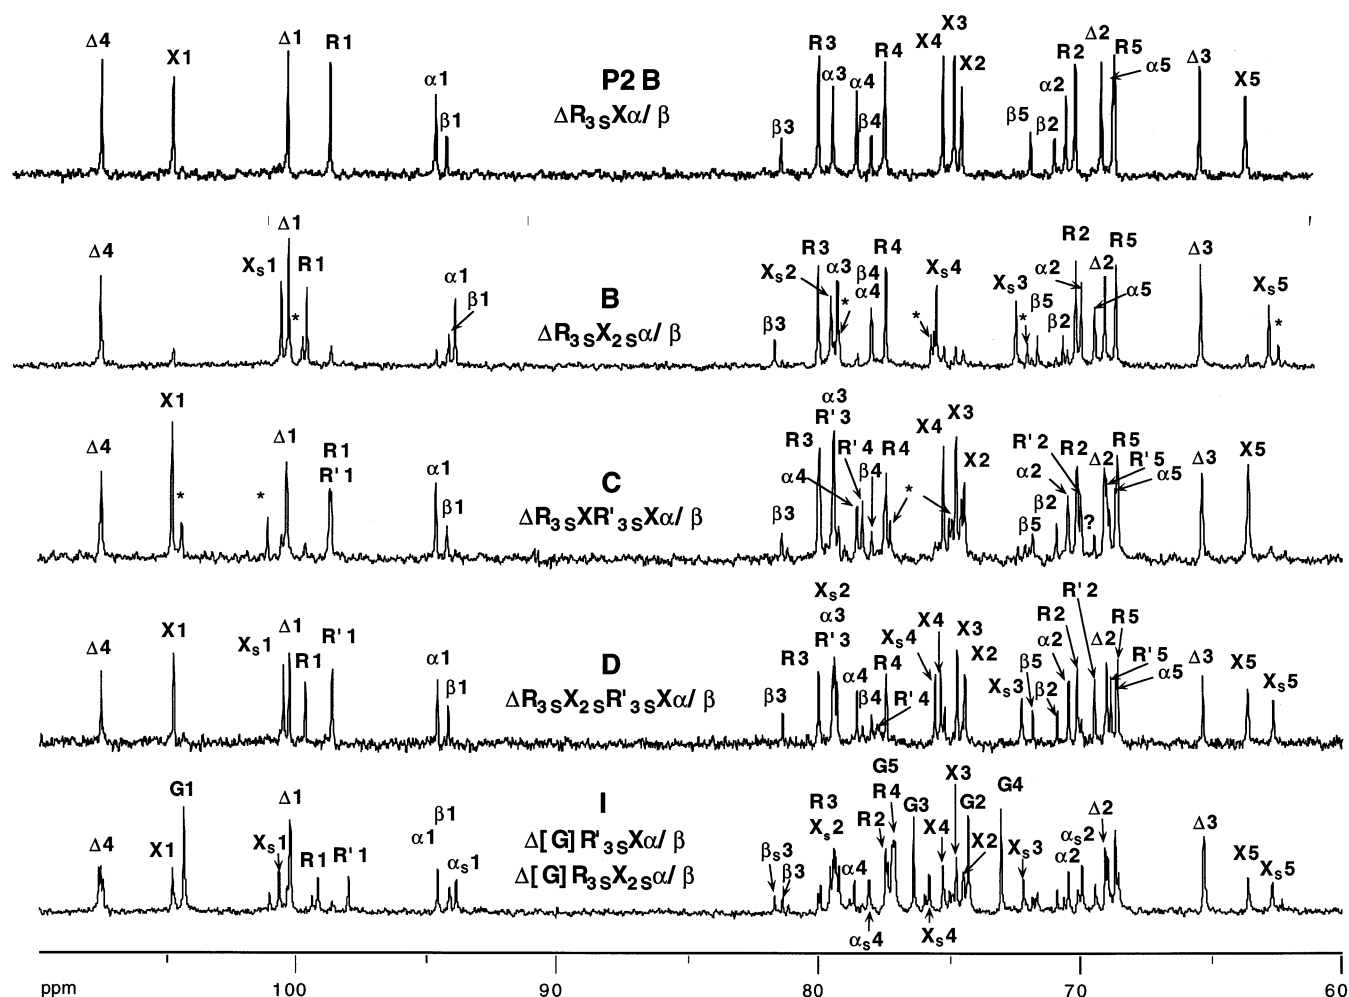 Δ4 X1 Δ1 R1 α1 β1 β3 R3 α3 α4 β4 R4 X4 X3 X2 β5 β2 α2 R2 Δ2 R5 α5 Δ3 X5
P2 B
ΔR3SXα/ β
Δ4 Xs1 Δ1 * R1 α1 β1 β3 Xs2 R3 α3 * β4 α4 R4 * Xs4 Xs3 * β5 β2 α2 R2 Δ2 α5 R5 Δ3 Xs5 *
B
ΔR3SX2Sα/ β
Δ4 X1 * * Δ1 R1 R'1 α1 β1 β3 R3 α3 R'3 α4 R'4 β4 R4 * X4 X3 X2 β5 β2 R'2 α2 R2 ? Δ2 R5 R'5 α5 Δ3 X5
C
ΔR3SXR'3SXα/ β
Δ4 X1 Xs1 Δ1 R1 R'1 α1 β1 β3 R3 Xs2 α3 R'3 α4 β4 R4 R'4 Xs4 X4 X3 X2 Xs3 β5 β2 R2 α2 R'2 Δ2 R5 R'5 α5 Δ3 X5 Xs5
D
ΔR3SX2SR'3SXα/ β
Δ4 X1 G1 Xs1 Δ1 R1 R'1 α1 β1 αs1 βs3 β3 R3 Xs2 α4 αs4 R2 G5 R4 G3 Xs4 X4 X3 G2 X2 G4 Xs3 α2 αs2 Δ2 Δ3 X5 Xs5
I
Δ[G]R'3SXα/ β
Δ[G]R3SX2Sα/ β
ppm 100 90 80 70 60